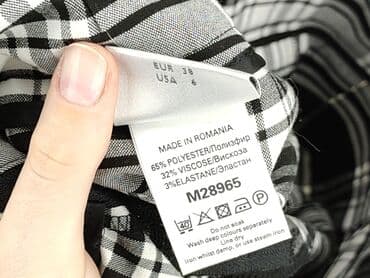 EUR 38
USA 6
MADE IN ROMANIA
65% POLYESTER/Полиэфир
32% VISCOSE/Вискоза
3%ELASTANE/Эластан
M28965
40
Do not soak
Wash deep colours separately
Line dry
Iron whilst damp, or use steam iron